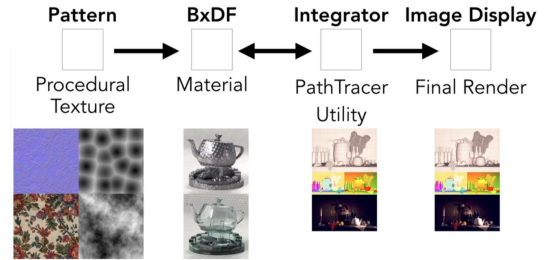 Pattern BxDF Integrator Image Display
Procedural Material PathTracer Final Render
Texture Utility